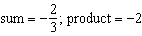 sum = −2/3; product = −2